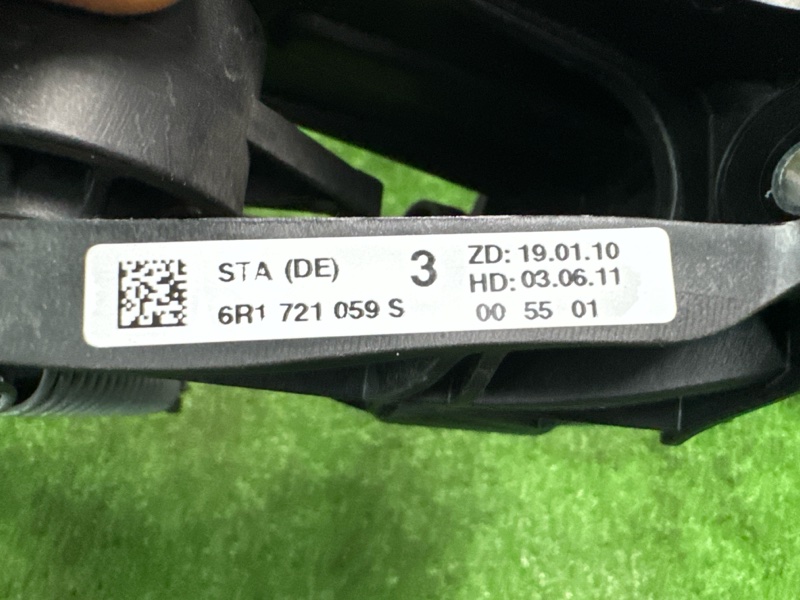 STA (DE)
6R1 721 059 S
3
ZD: 19.01.10
HD: 03.06.11
00 55 01